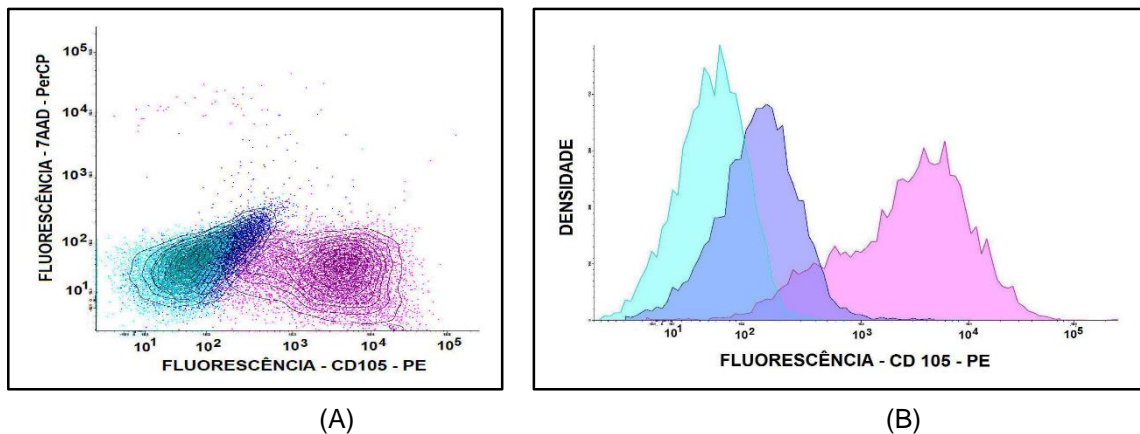 FLUORESCÊNCIA - 7AAD - PerCP
10⁵
10⁴
10³
10²
10¹
10¹ 10² 10³ 10⁴ 10⁵
FLUORESCÊNCIA - CD105 - PE
(A)
DENSIDADE
10¹ 10² 10³ 10⁴ 10⁵
FLUORESCÊNCIA - CD 105 - PE
(B)